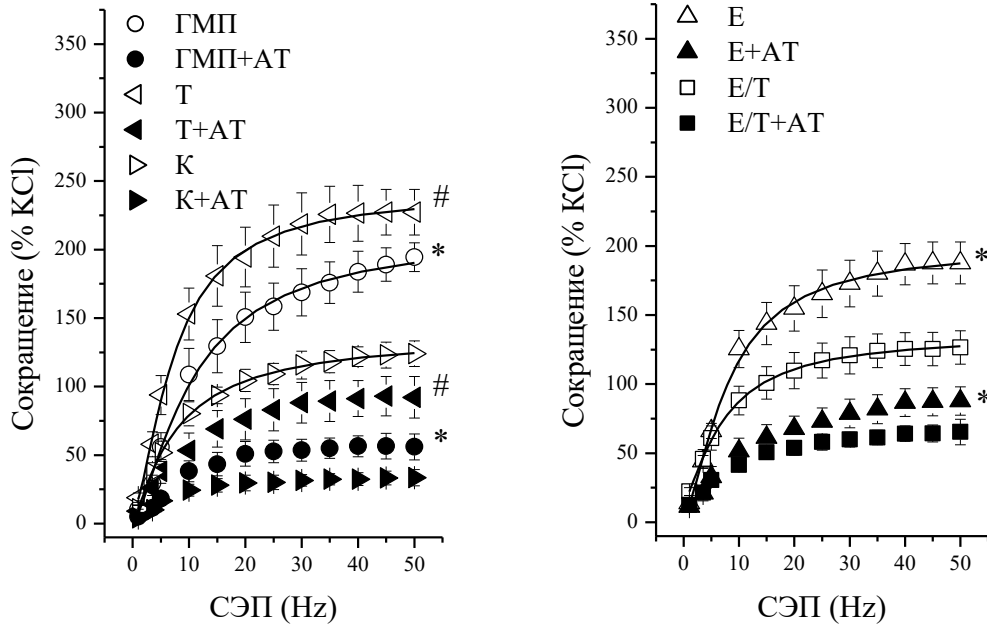 350
300
250
200
150
100
50
0
Сокращение (% KCl)
ГМП
ГМП+АТ
Т
Т+АТ
К
К+АТ
#
*
#
*
0 10 20 30 40 50
СЭП (Hz)
350
300
250
200
150
100
50
0
Сокращение (% KCl)
Е
Е+АТ
Е/Т
Е/Т+АТ
*
*
0 10 20 30 40 50
СЭП (Hz)